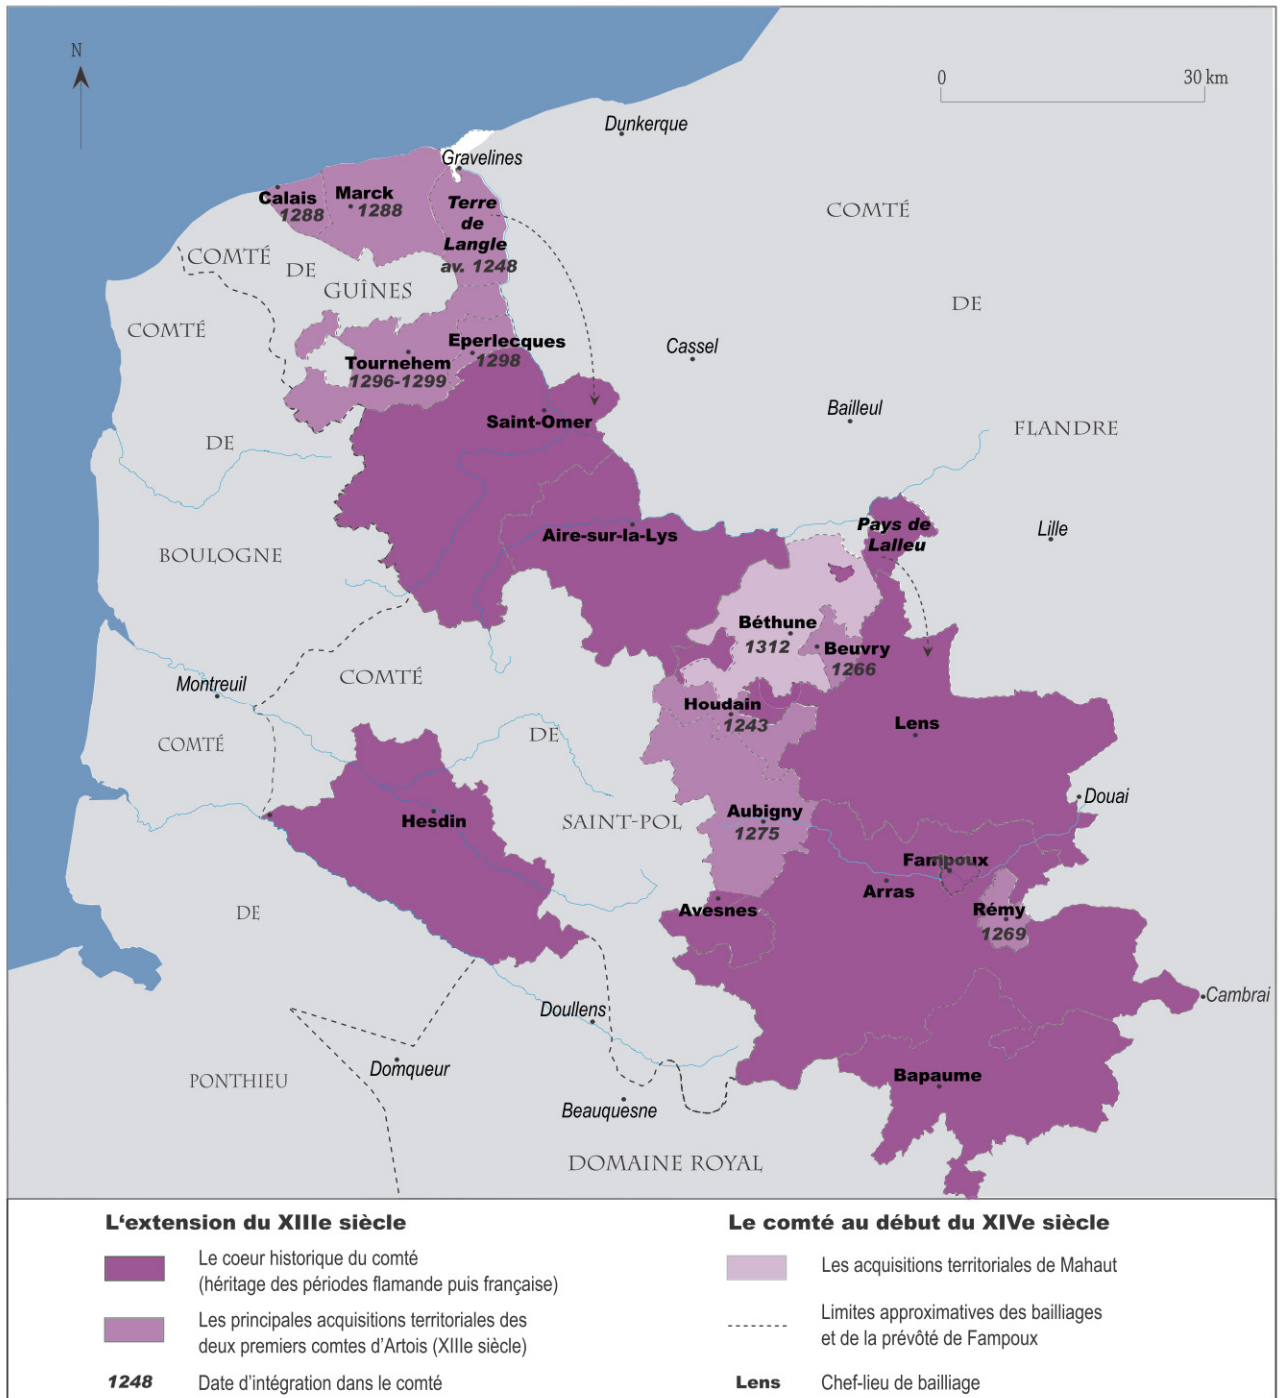 N
0 30 km
Dunkerque
Gravelines
Calais
1288
Marck
1288
Terre
de
Langle
av. 1248
COMTÉ
DE
GUÎNES
COMTÉ
COMTÉ
DE
Eperlecques
1298
Tournehem
1296-1299
Cassel
Saint-Omer
Bailleul
DE
FLANDRE
Aire-sur-la-Lys
Pays de
Lalleu
Lille
BOULOGNE
Béthune
1312
Beuvry
1266
Montreuil
COMTÉ
Houdain
1243
Lens
COMTÉ
DE
Douai
Hesdin
SAINT-POL
Aubigny
1275
Fampoux
Arras
DE
Avesnes
Rémy
1269
Doullens
Cambrai
Domqueur
PONTHIEU
Bapaume
Beauquesne
DOMAINE ROYAL
L'extension du XIIIe siècle
Le coeur historique du comté
(héritage des périodes flamande puis française)
Les principales acquisitions territoriales des
deux premiers comtes d'Artois (XIIIe siècle)
1248 Date d'intégration dans le comté
Le comté au début du XIVe siècle
Les acquisitions territoriales de Mahaut
Limites approximatives des bailliages
et de la prévôté de Fampoux
Lens Chef-lieu de bailliage